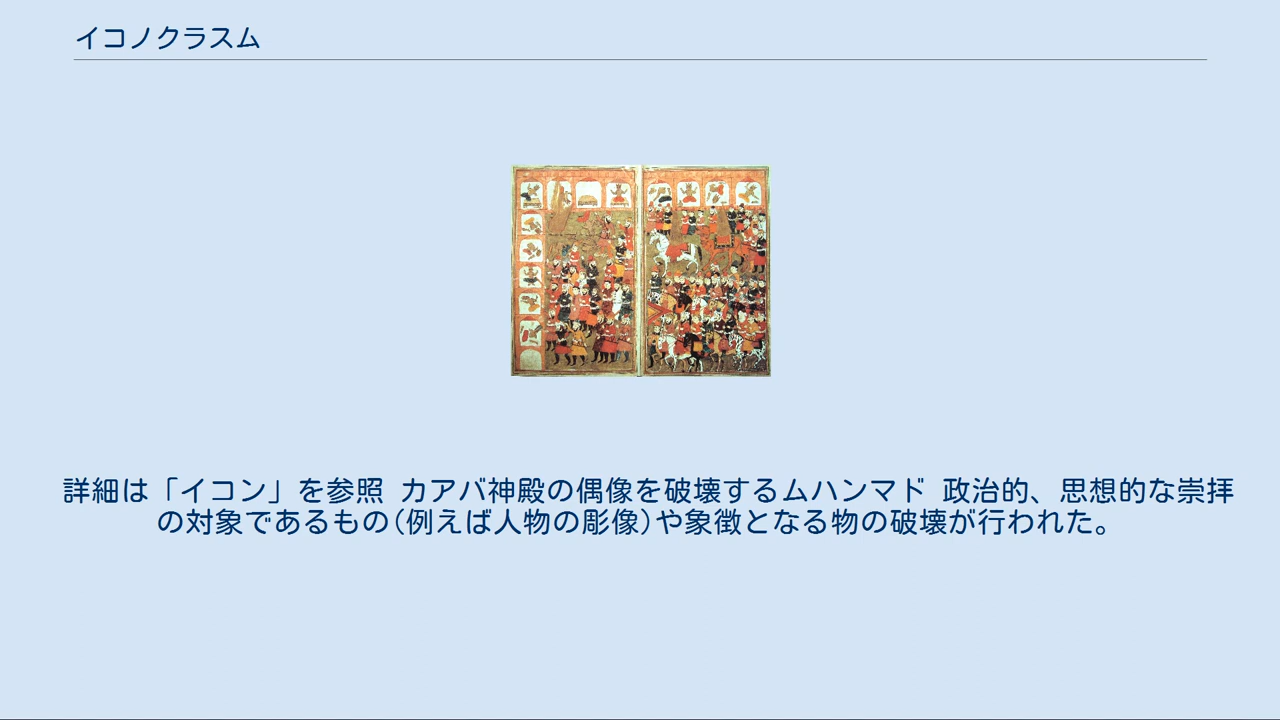 イコノクラスム
詳細は「イコン」を参照 カアバ神殿の偶像を破壊するムハンマド 政治的、思想的な崇拝
の対象であるもの(例えば人物の彫像)や象徴となる物の破壊が行われた。